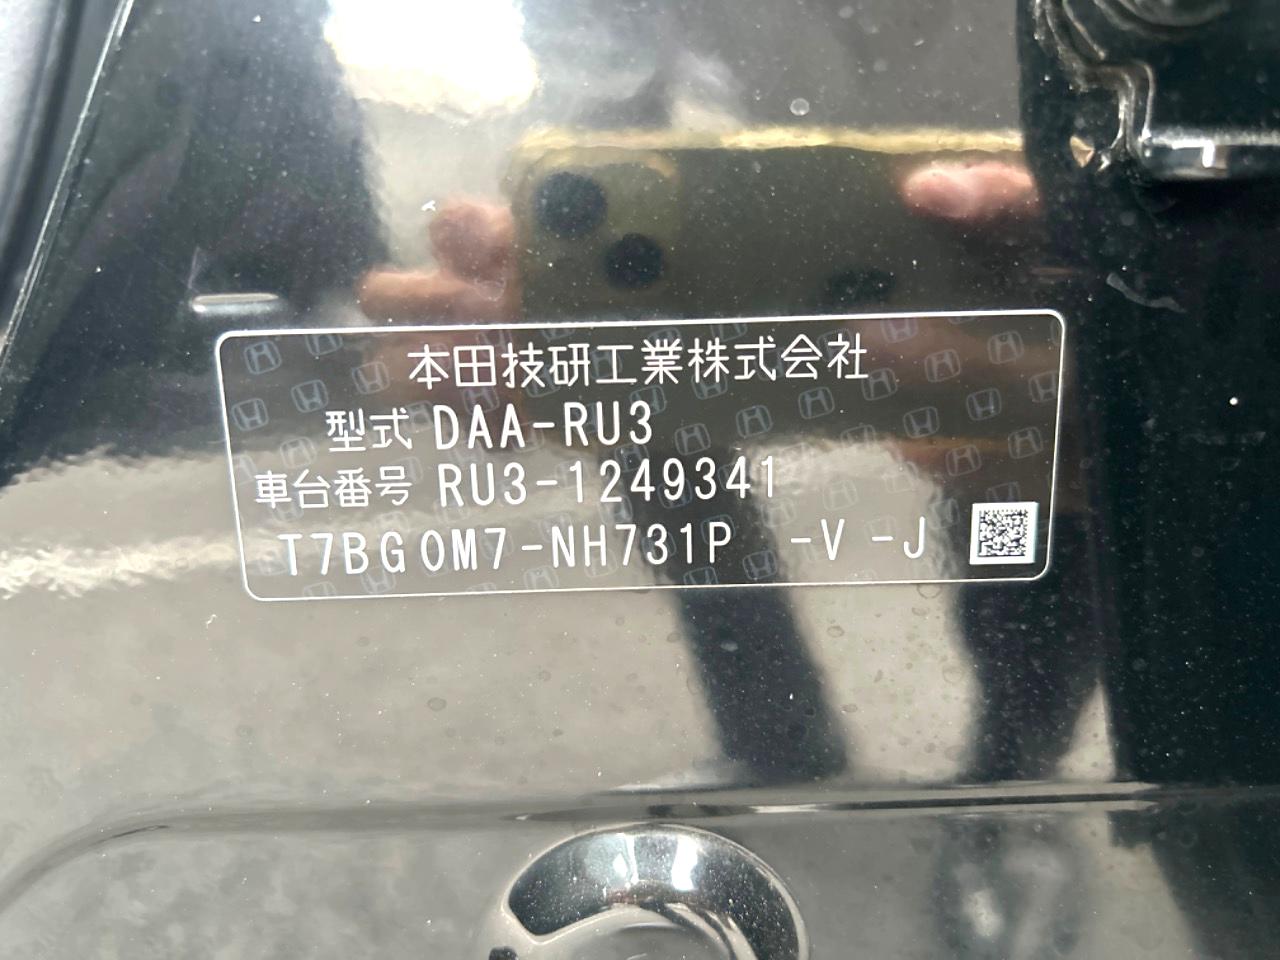 本田技研工業株式会社
型式 DAA-RU3
車台番号 RU3-1249341
T7BG0M7-NH731P -V -J